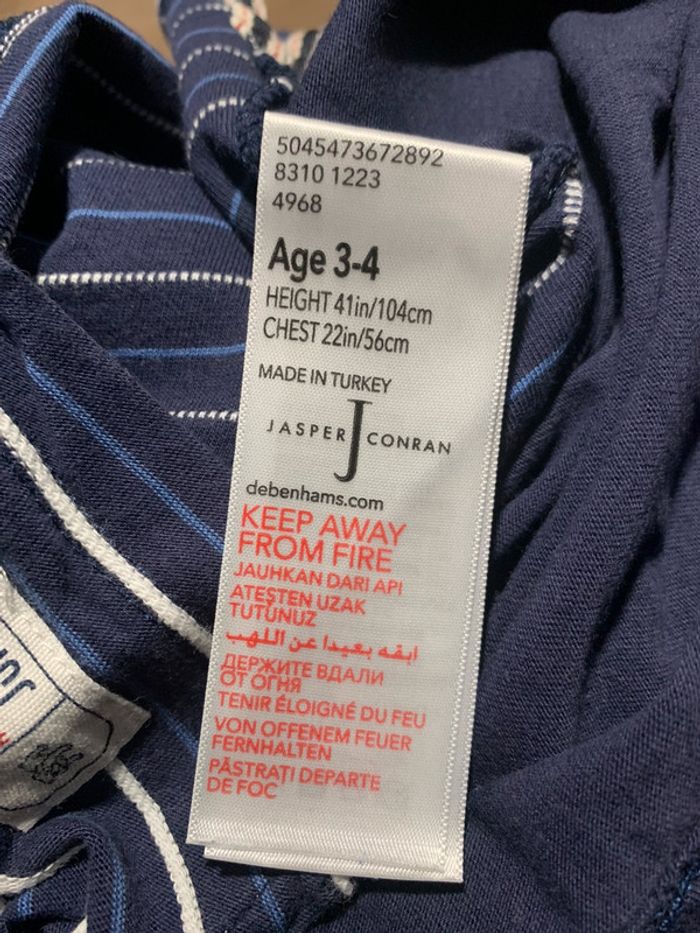 5045473672892
8310 1223
4968
Age 3-4
HEIGHT 41in/104cm
CHEST 22in/56cm
MADE IN TURKEY
JASPER J CONRAN
debenhams.com
KEEP AWAY
FROM FIRE
JAUHKAN DARI API
ATEŞTEN UZAK
TUTUNUZ
ابقه بعيدا عن اللهب
ДЕРЖИТЕ ВДАЛИ
ОТ ОГНЯ
TENIR ÉLOIGNÉ DU FEU
VON OFFENEM FEUER
FERNHALTEN
PĂSTRAȚI DEPARTE
DE FOC